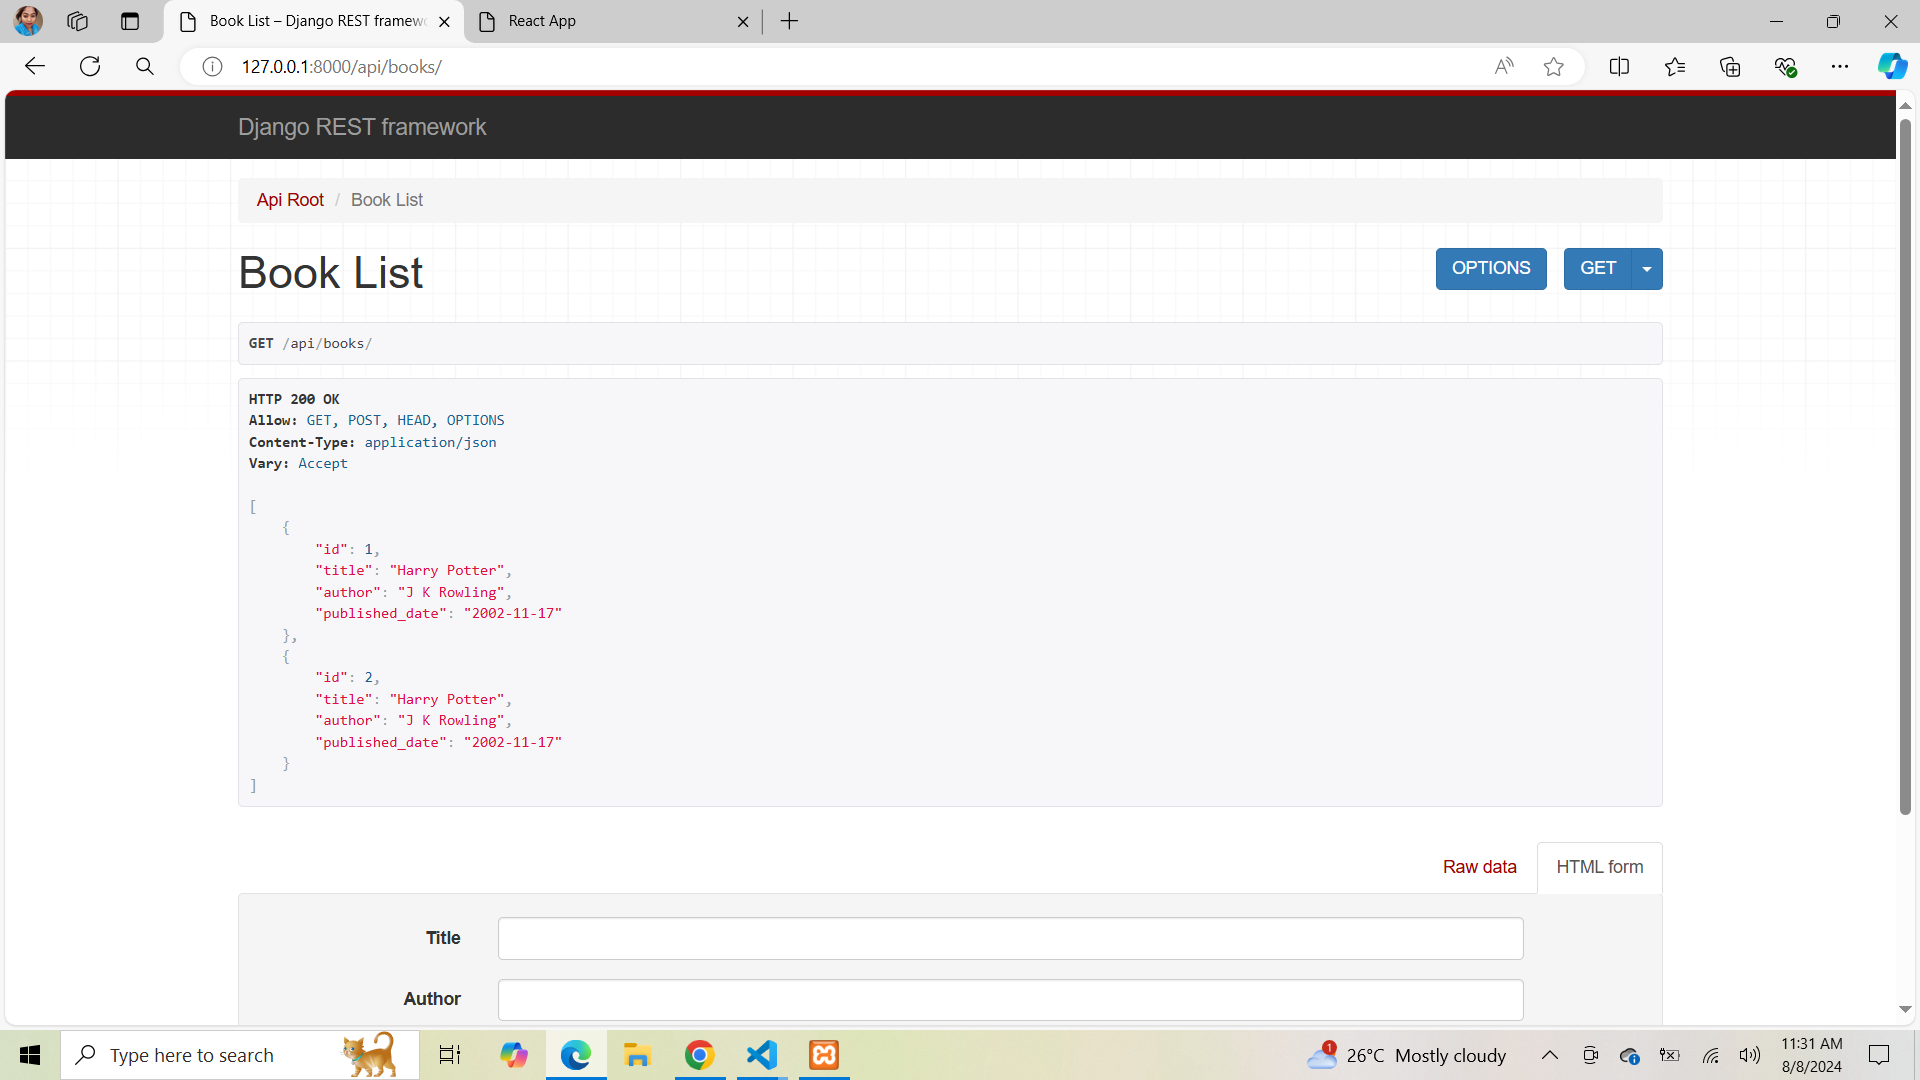 Book List – Django REST framew
React App
127.0.0.1:8000/api/books/
Django REST framework
Api Root / Book List
Book List
OPTIONS
GET
GET /api/books/
HTTP 200 OK
Allow: GET, POST, HEAD, OPTIONS
Content-Type: application/json
Vary: Accept
[
    {
        "id": 1,
        "title": "Harry Potter",
        "author": "J K Rowling",
        "published_date": "2002-11-17"
    },
    {
        "id": 2,
        "title": "Harry Potter",
        "author": "J K Rowling",
        "published_date": "2002-11-17"
    }
]
Raw data
HTML form
Title
Author
Type here to search
1
26°C Mostly cloudy
11:31 AM
8/8/2024